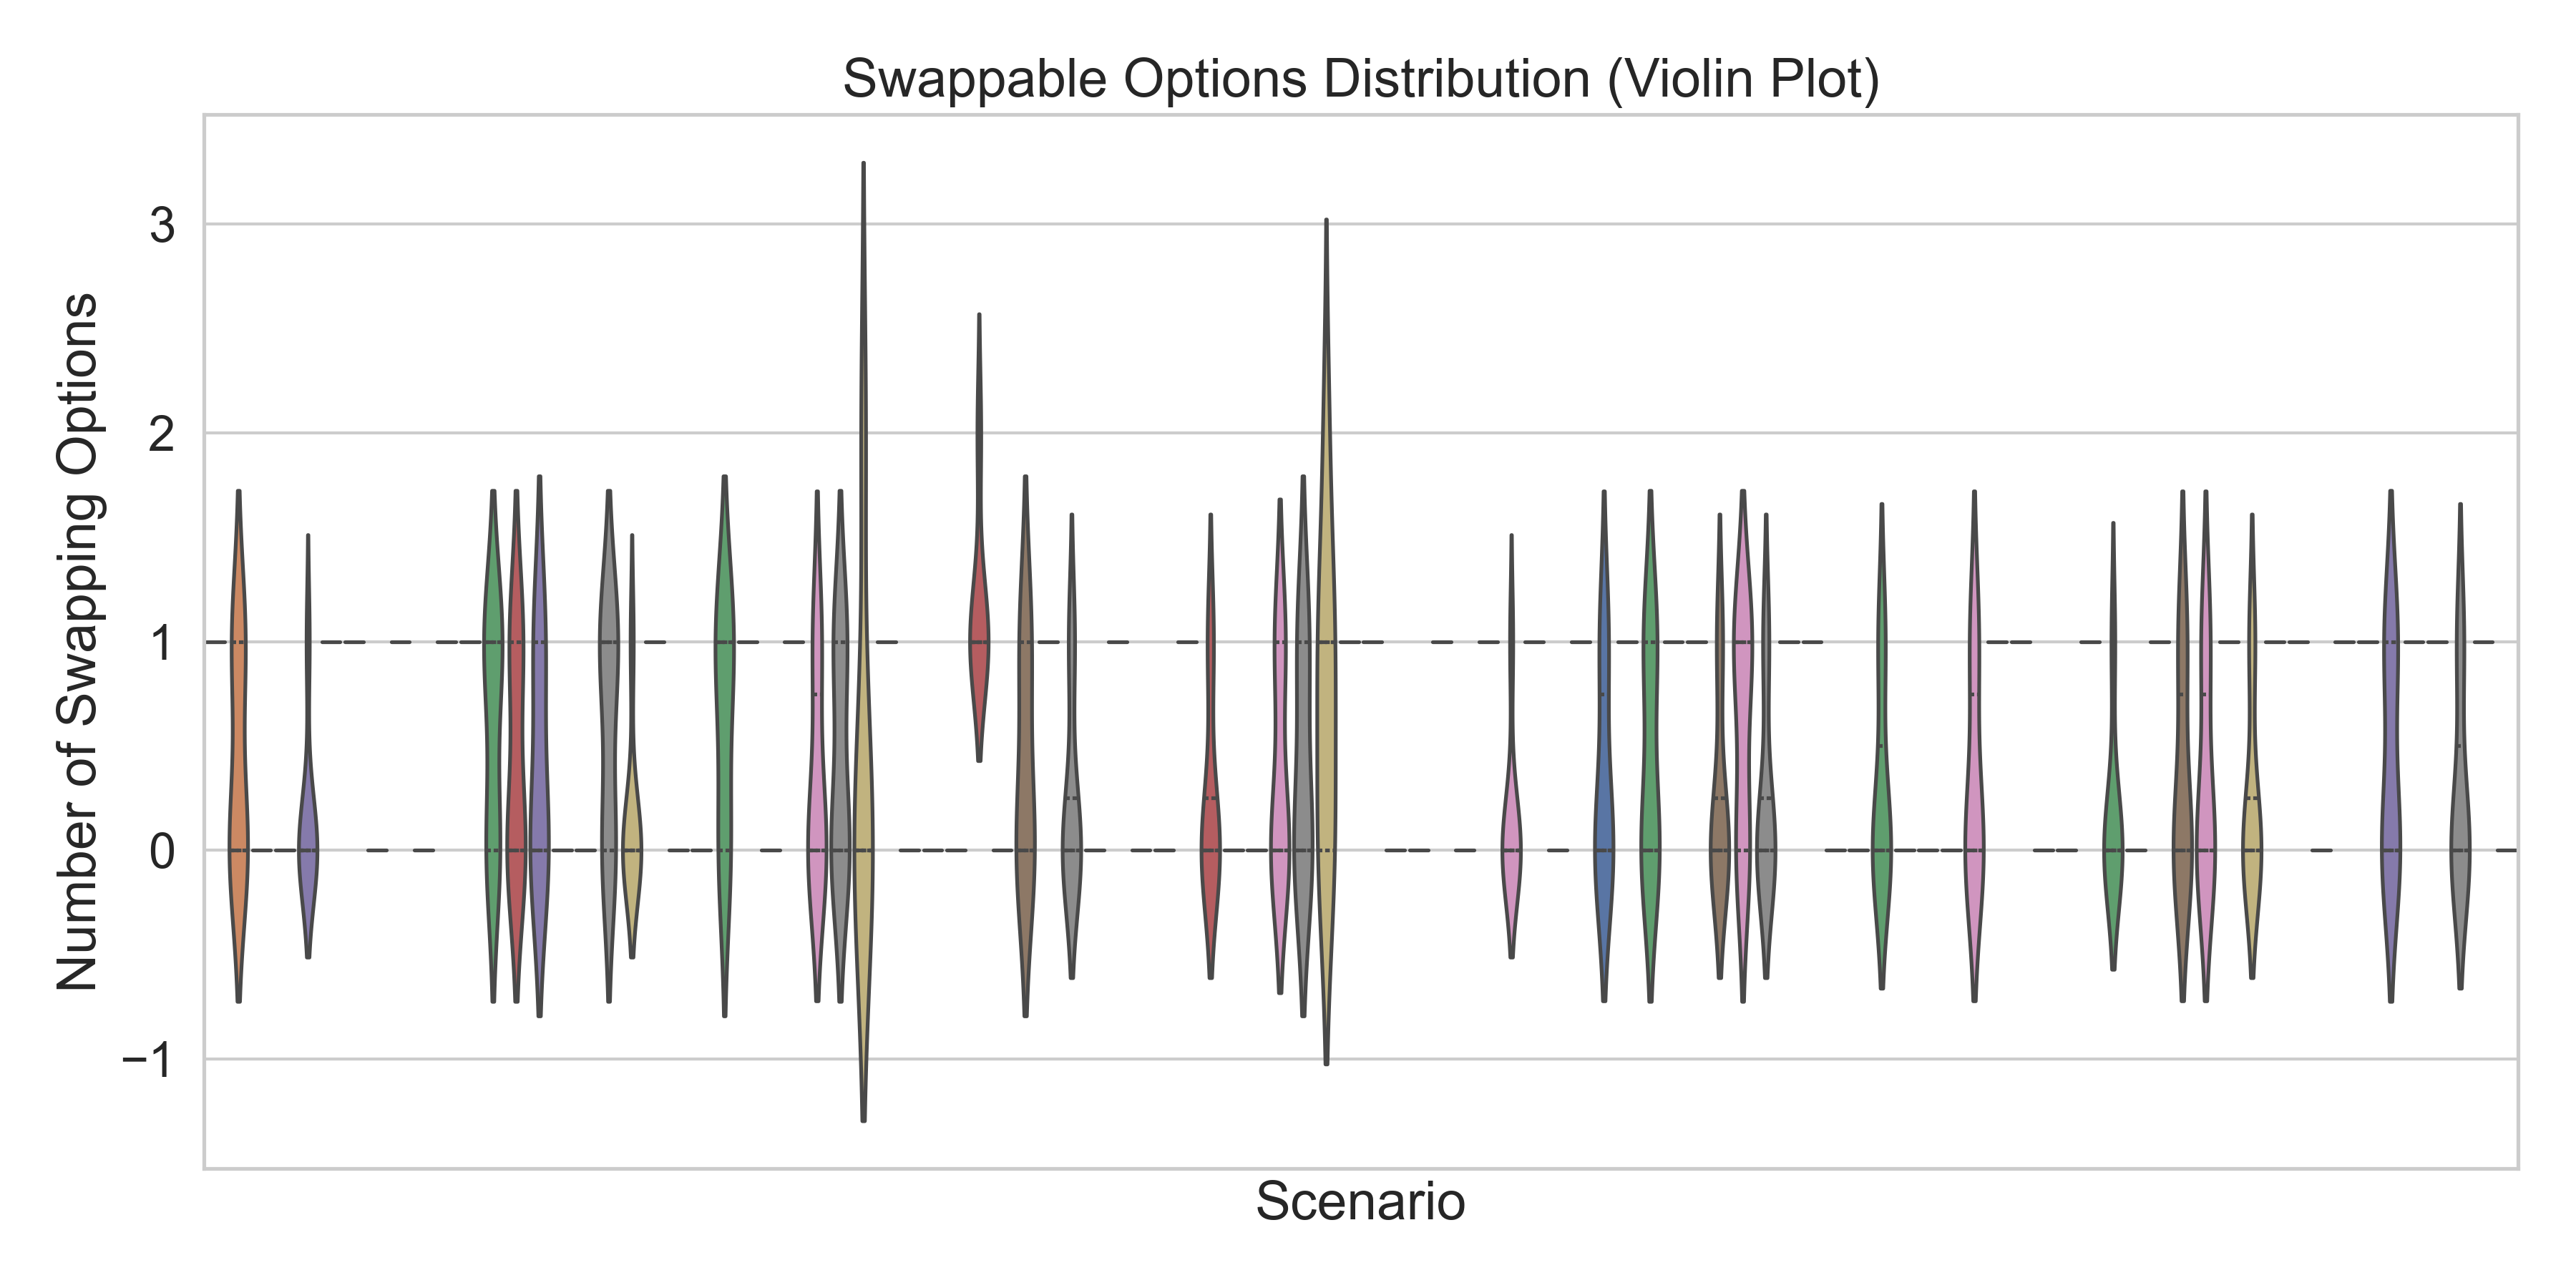 Swappable Options Distribution (Violin Plot)
Number of Swapping Options
3
2
1
0
−1
Scenario